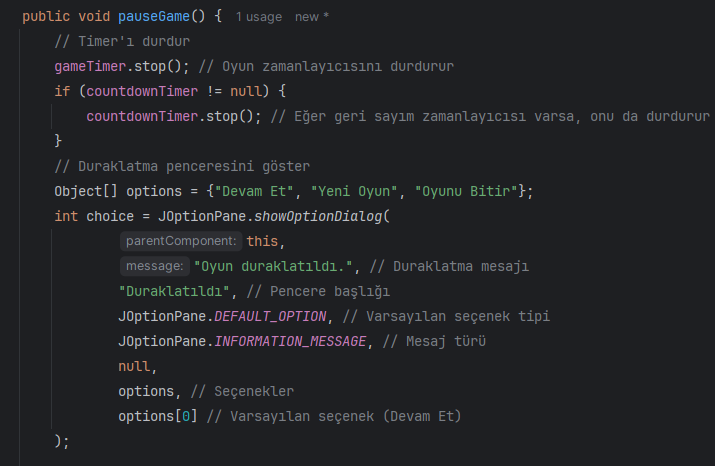 public void pauseGame() { 1 usage new *
// Timer'ı durdur
gameTimer.stop(); // Oyun zamanlayıcısını durdurur
if (countdownTimer != null) {
countdownTimer.stop(); // Eğer geri sayım zamanlayıcısı varsa, onu da durdurur
}
// Duraklatma penceresini göster
Object[] options = {"Devam Et", "Yeni Oyun", "Oyunu Bitir"};
int choice = JOptionPane.showOptionDialog(
parentComponent: this,
message: "Oyun duraklatıldı.", // Duraklatma mesajı
"Duraklatıldı", // Pencere başlığı
JOptionPane.DEFAULT_OPTION, // Varsayılan seçenek tipi
JOptionPane.INFORMATION_MESSAGE, // Mesaj türü
null,
options, // Seçenekler
options[0] // Varsayılan seçenek (Devam Et)
);